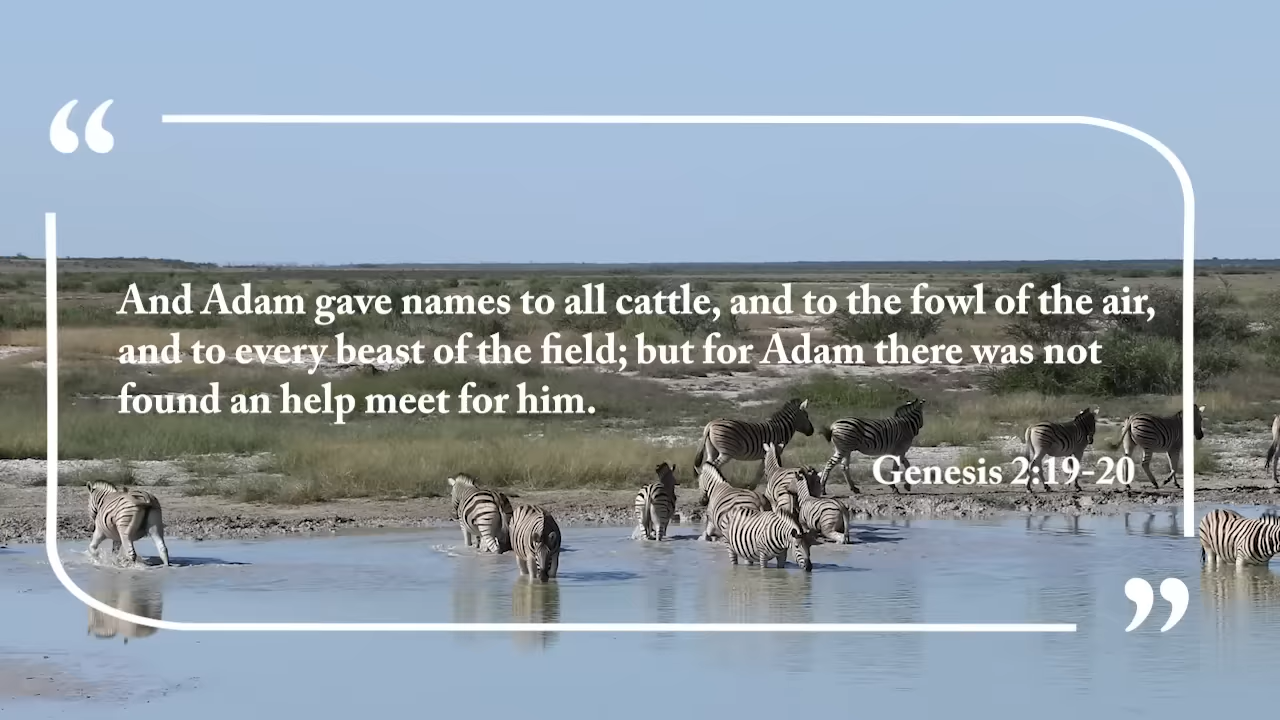 “
And Adam gave names to all cattle, and to the fowl of the air,
and to every beast of the field; but for Adam there was not
found an help meet for him.
Genesis 2:19-20
”